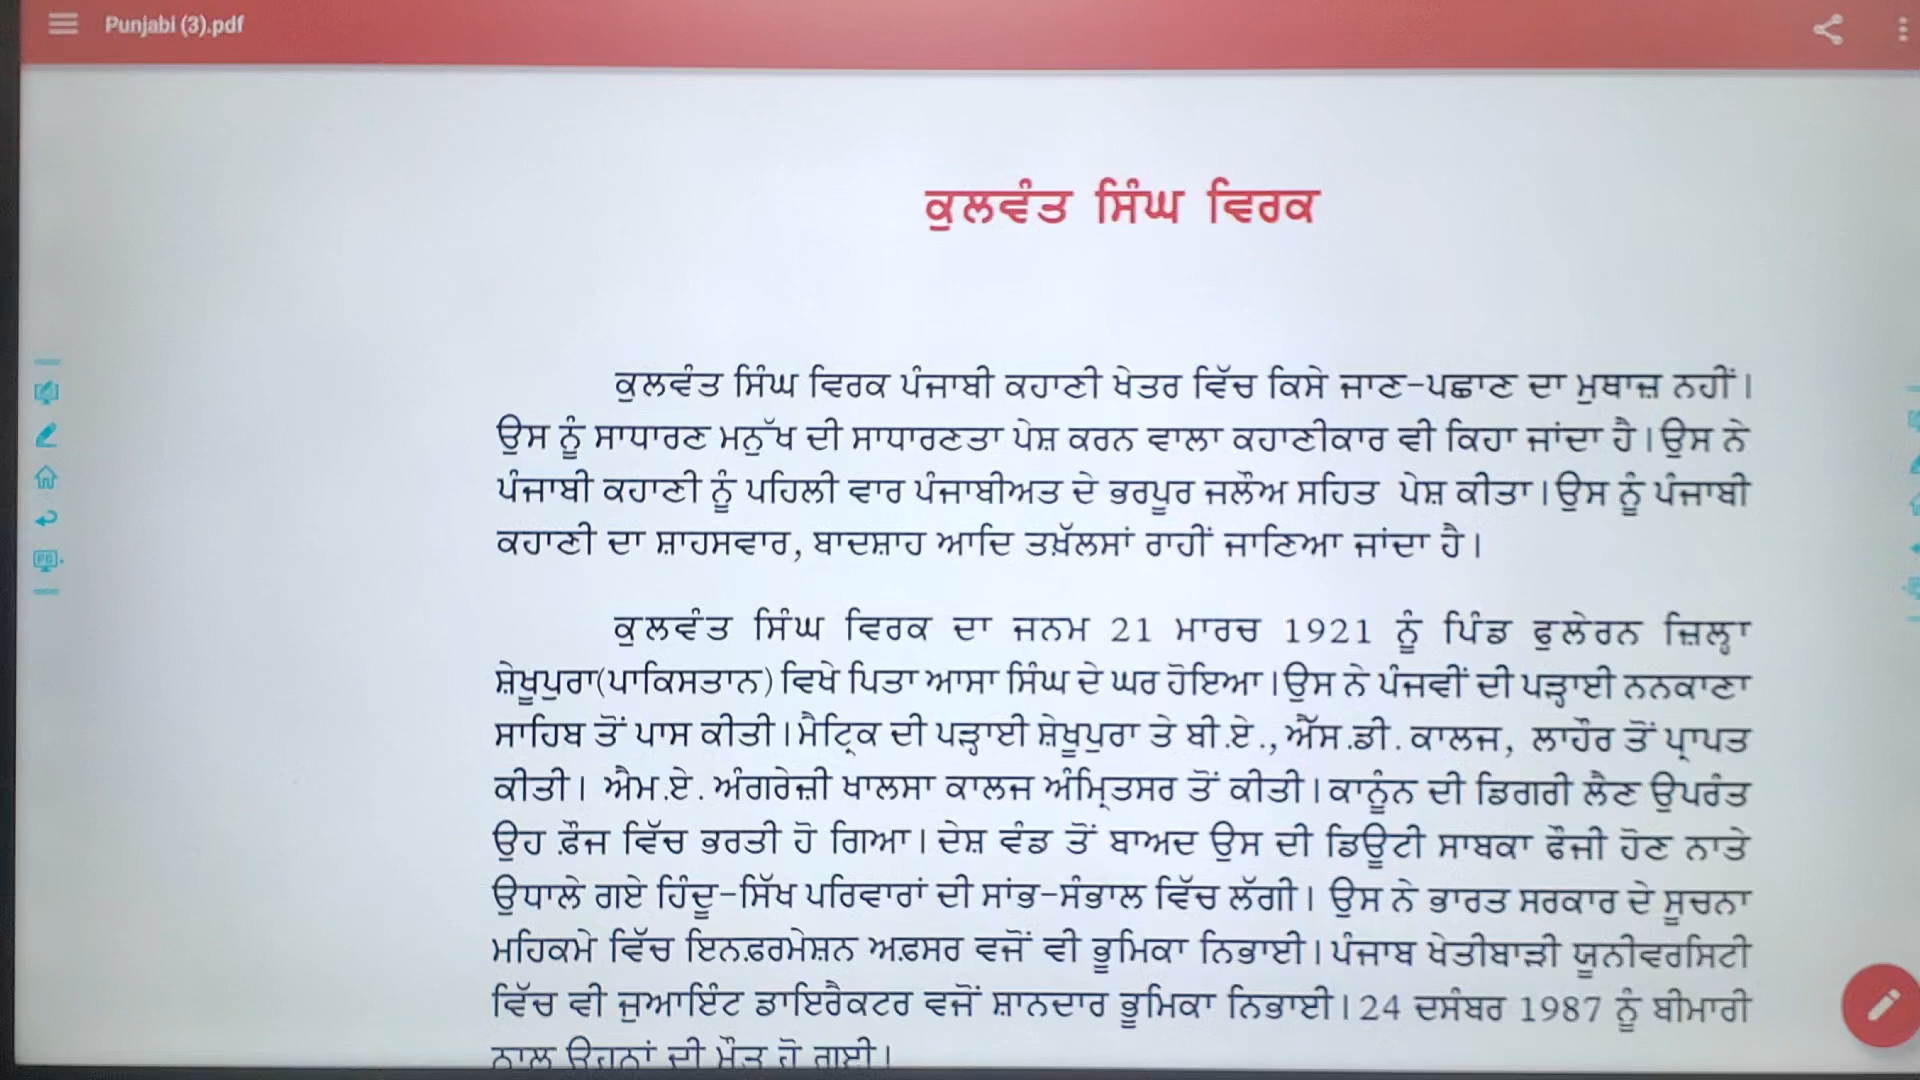 Punjabi (3).pdf
ਕੁਲਵੰਤ ਸਿੰਘ ਵਿਰਕ
ਕੁਲਵੰਤ ਸਿੰਘ ਵਿਰਕ ਪੰਜਾਬੀ ਕਹਾਣੀ ਖੇਤਰ ਵਿੱਚ ਕਿਸੇ ਜਾਣ-ਪਛਾਣ ਦਾ ਮੁਥਾਜ਼ ਨਹੀਂ।
ਉਸ ਨੂੰ ਸਾਧਾਰਣ ਮਨੁੱਖ ਦੀ ਸਾਧਾਰਣਤਾ ਪੇਸ਼ ਕਰਨ ਵਾਲਾ ਕਹਾਣੀਕਾਰ ਵੀ ਕਿਹਾ ਜਾਂਦਾ ਹੈ। ਉਸ ਨੇ
ਪੰਜਾਬੀ ਕਹਾਣੀ ਨੂੰ ਪਹਿਲੀ ਵਾਰ ਪੰਜਾਬੀਅਤ ਦੇ ਭਰਪੂਰ ਜਲੌਅ ਸਹਿਤ ਪੇਸ਼ ਕੀਤਾ। ਉਸ ਨੂੰ ਪੰਜਾਬੀ
ਕਹਾਣੀ ਦਾ ਸ਼ਾਹਸਵਾਰ, ਬਾਦਸ਼ਾਹ ਆਦਿ ਤਖ਼ੱਲਸਾਂ ਰਾਹੀਂ ਜਾਣਿਆ ਜਾਂਦਾ ਹੈ।
ਕੁਲਵੰਤ ਸਿੰਘ ਵਿਰਕ ਦਾ ਜਨਮ 21 ਮਾਰਚ 1921 ਨੂੰ ਪਿੰਡ ਫੁਲੇਰਨ ਜ਼ਿਲ੍ਹਾ
ਸ਼ੇਖੂਪੁਰਾ(ਪਾਕਿਸਤਾਨ) ਵਿਖੇ ਪਿਤਾ ਆਸਾ ਸਿੰਘ ਦੇ ਘਰ ਹੋਇਆ। ਉਸ ਨੇ ਪੰਜਵੀਂ ਦੀ ਪੜ੍ਹਾਈ ਨਨਕਾਣਾ
ਸਾਹਿਬ ਤੋਂ ਪਾਸ ਕੀਤੀ। ਮੈਟ੍ਰਿਕ ਦੀ ਪੜ੍ਹਾਈ ਸ਼ੇਖੂਪੁਰਾ ਤੇ ਬੀ.ਏ., ਐੱਸ.ਡੀ. ਕਾਲਜ, ਲਾਹੌਰ ਤੋਂ ਪ੍ਰਾਪਤ
ਕੀਤੀ। ਐਮ.ਏ. ਅੰਗਰੇਜ਼ੀ ਖਾਲਸਾ ਕਾਲਜ ਅੰਮ੍ਰਿਤਸਰ ਤੋਂ ਕੀਤੀ। ਕਾਨੂੰਨ ਦੀ ਡਿਗਰੀ ਲੈਣ ਉਪਰੰਤ
ਉਹ ਫ਼ੌਜ ਵਿੱਚ ਭਰਤੀ ਹੋ ਗਿਆ। ਦੇਸ਼ ਵੰਡ ਤੋਂ ਬਾਅਦ ਉਸ ਦੀ ਡਿਊਟੀ ਸਾਬਕਾ ਫੌਜੀ ਹੋਣ ਨਾਤੇ
ਉਧਾਲੇ ਗਏ ਹਿੰਦੂ-ਸਿੱਖ ਪਰਿਵਾਰਾਂ ਦੀ ਸਾਂਭ-ਸੰਭਾਲ ਵਿੱਚ ਲੱਗੀ। ਉਸ ਨੇ ਭਾਰਤ ਸਰਕਾਰ ਦੇ ਸੂਚਨਾ
ਮਹਿਕਮੇ ਵਿੱਚ ਇਨਫ਼ਰਮੇਸ਼ਨ ਅਫ਼ਸਰ ਵਜੋਂ ਵੀ ਭੂਮਿਕਾ ਨਿਭਾਈ। ਪੰਜਾਬ ਖੇਤੀਬਾੜੀ ਯੂਨੀਵਰਸਿਟੀ
ਵਿੱਚ ਵੀ ਜੁਆਇੰਟ ਡਾਇਰੈਕਟਰ ਵਜੋਂ ਸ਼ਾਨਦਾਰ ਭੂਮਿਕਾ ਨਿਭਾਈ। 24 ਦਸੰਬਰ 1987 ਨੂੰ ਬੀਮਾਰੀ
ਨਾਲ ਉਹਨਾਂ ਦੀ ਮੌਤ ਹੋ ਗਈ।